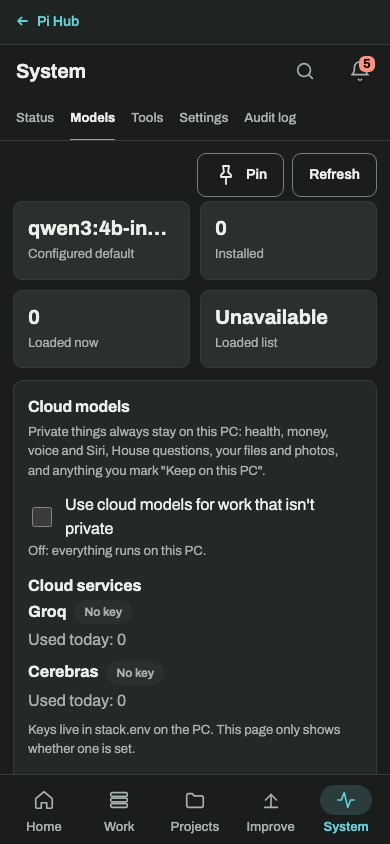 ← Pi Hub
System
5
Status Models Tools Settings Audit log
Pin Refresh
qwen3:4b-in...
Configured default
0
Installed
0
Loaded now
Unavailable
Loaded list
Cloud models
Private things always stay on this PC: health, money,
voice and Siri, House questions, your files and photos,
and anything you mark "Keep on this PC".
Use cloud models for work that isn't
private
Off: everything runs on this PC.
Cloud services
Groq No key
Used today: 0
Cerebras No key
Used today: 0
Keys live in stack.env on the PC. This page only shows
whether one is set.
Home Work Projects Improve System